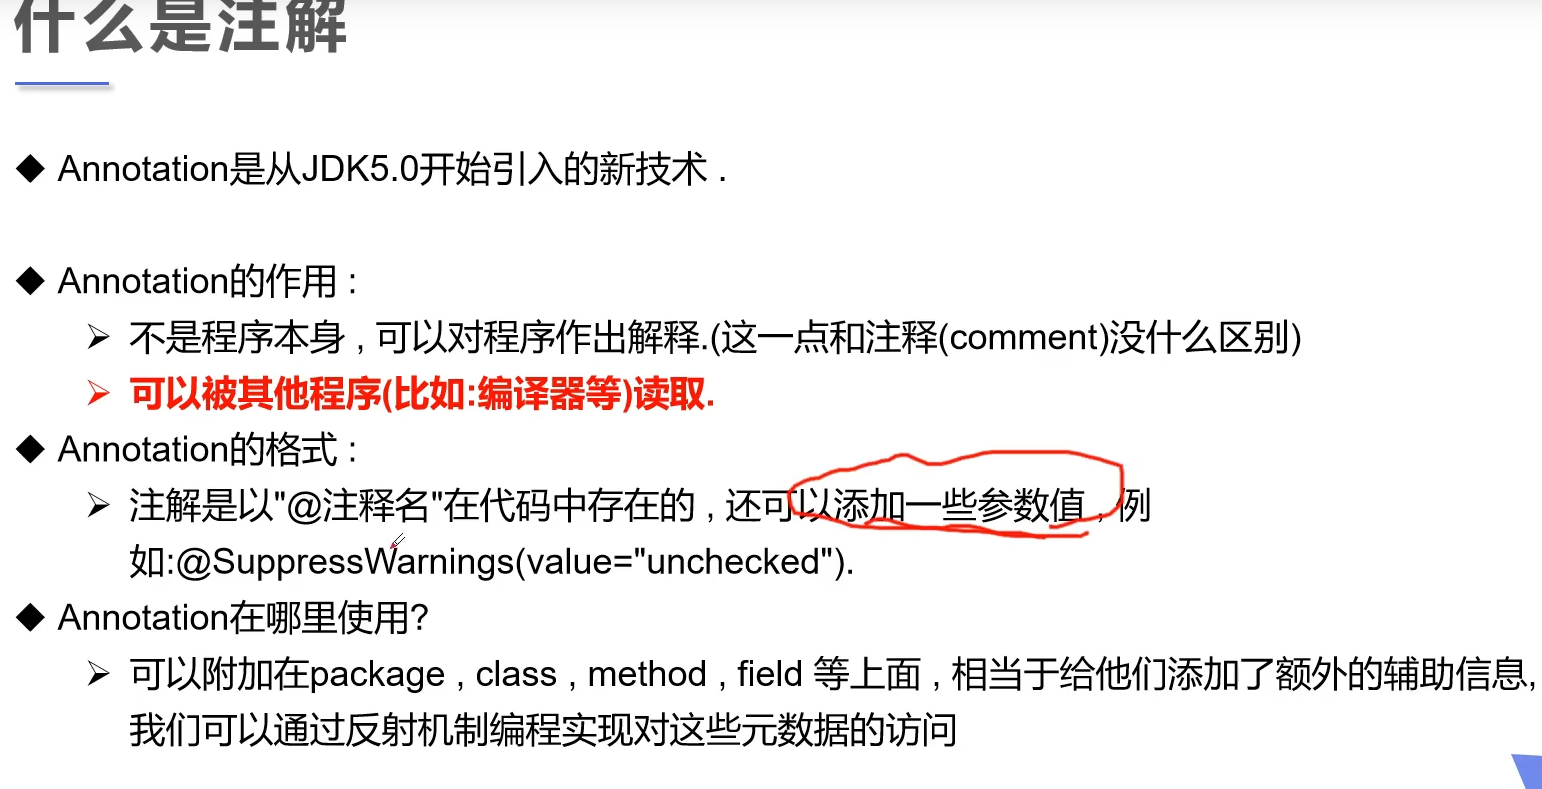 什么是注解
Annotation是从JDK5.0开始引入的新技术 .
Annotation的作用 :
不是程序本身 , 可以对程序作出解释.(这一点和注释(comment)没什么区别)
可以被其他程序(比如:编译器等)读取.
Annotation的格式 :
注解是以"@注释名"在代码中存在的 , 还可以添加一些参数值 , 例
如:@SuppressWarnings(value="unchecked").
Annotation在哪里使用?
可以附加在package , class , method , field 等上面 , 相当于给他们添加了额外的辅助信息,
我们可以通过反射机制编程实现对这些元数据的访问